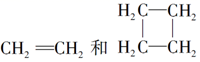 H₂C—CH₂
CH₂=CH₂ 和 H₂C—CH₂